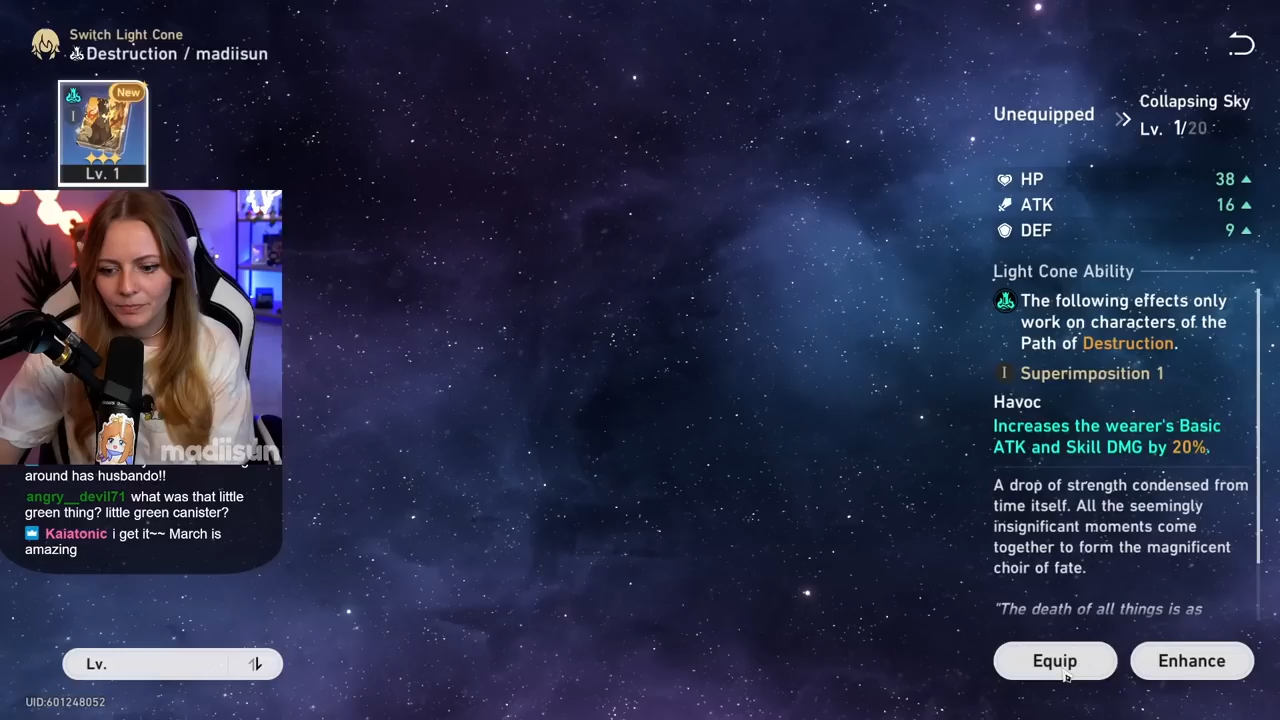 Switch Light Cone
Destruction / madiisun
New
I
Lv. 1
Unequipped
Collapsing Sky
Lv. 1/20
HP 38
ATK 16
DEF 9
Light Cone Ability
The following effects only
work on characters of the
Path of Destruction.
I Superimposition 1
Havoc
Increases the wearer's Basic
ATK and Skill DMG by 20%.
A drop of strength condensed from
time itself. All the seemingly
insignificant moments come
together to form the magnificent
choir of fate.
"The death of all things is as
Equip
Enhance
madiisun
around has husbando!!
angry__devil71 what was that little
green thing? little green canister?
Kaiatonic i get it~~ March is
amazing
Lv.
UID:601248052